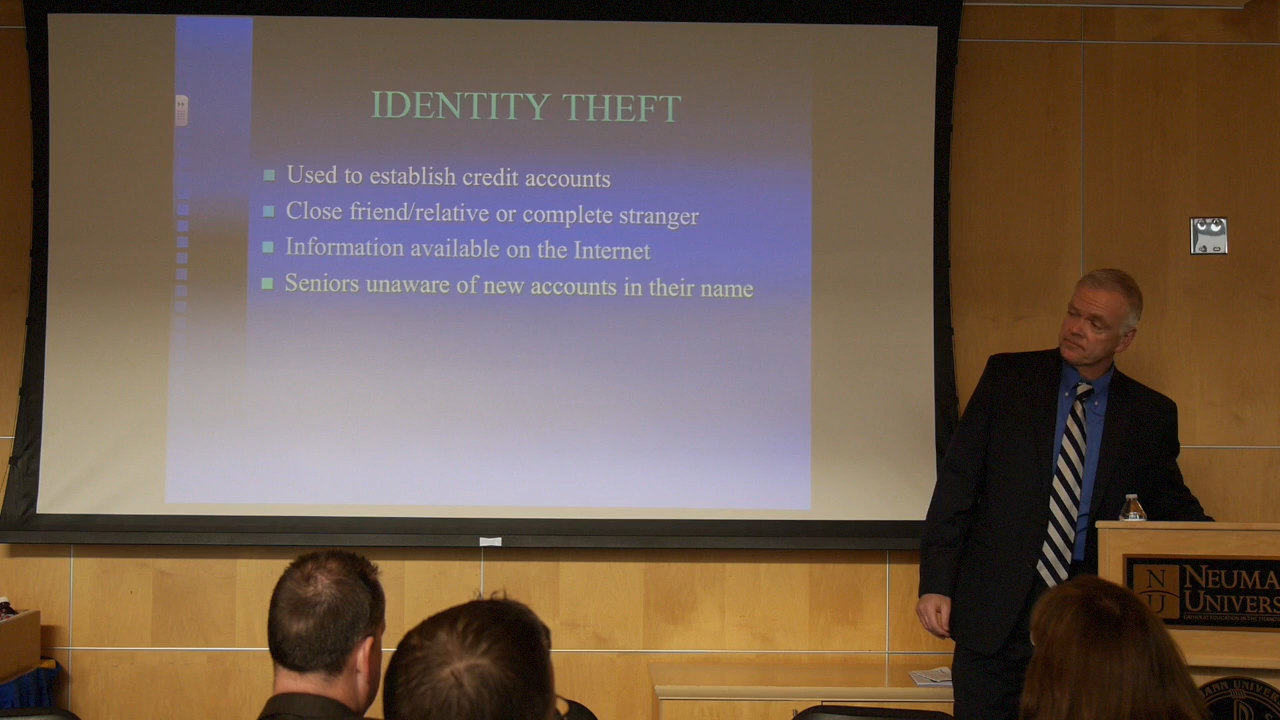 IDENTITY THEFT
Used to establish credit accounts
Close friend/relative or complete stranger
Information available on the Internet
Seniors unaware of new accounts in their name
NU
NEUMA
UNIVERS